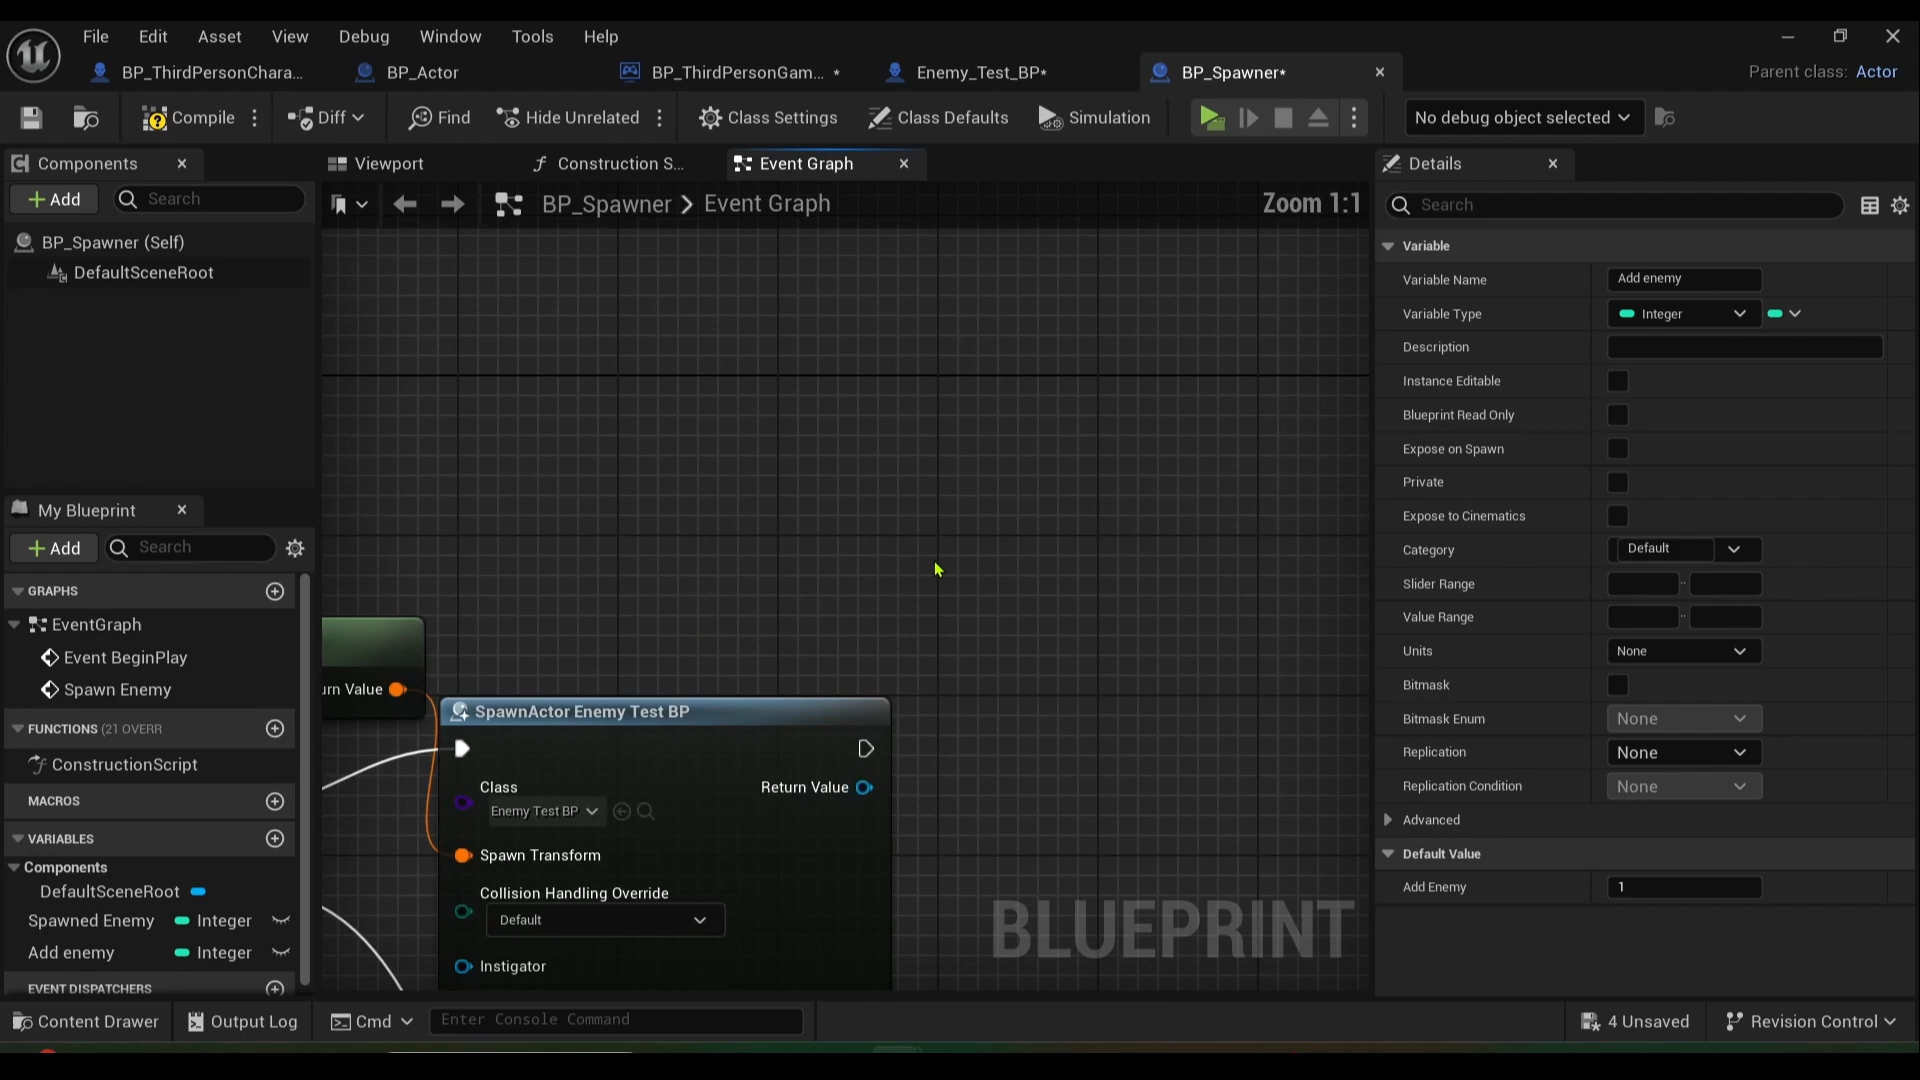 File Edit Asset View Debug Window Tools Help
BP_ThirdPersonChara... BP_Actor BP_ThirdPersonGam... * Enemy_Test_BP* BP_Spawner* Parent class: Actor
Compile Diff Find Hide Unrelated Class Settings Class Defaults Simulation No debug object selected
Components
Add Search
BP_Spawner (Self)
DefaultSceneRoot
My Blueprint
Add Search
GRAPHS
EventGraph
Event BeginPlay
Spawn Enemy
FUNCTIONS (21 OVERR
ConstructionScript
MACROS
VARIABLES
Components
DefaultSceneRoot
Spawned Enemy Integer
Add enemy Integer
EVENT DISPATCHERS
Viewport Construction S... Event Graph
BP_Spawner > Event Graph Zoom 1:1
urn Value
SpawnActor Enemy Test BP
Class
Return Value
Enemy Test BP
Spawn Transform
Collision Handling Override
Default
Instigator
BLUEPRINT
Details
Search
Variable
Variable Name Add enemy
Variable Type Integer
Description
Instance Editable
Blueprint Read Only
Expose on Spawn
Private
Expose to Cinematics
Category Default
Slider Range
Value Range
Units None
Bitmask
Bitmask Enum None
Replication None
Replication Condition None
Advanced
Default Value
Add Enemy 1
Content Drawer Output Log Cmd Enter Console Command 4 Unsaved Revision Control